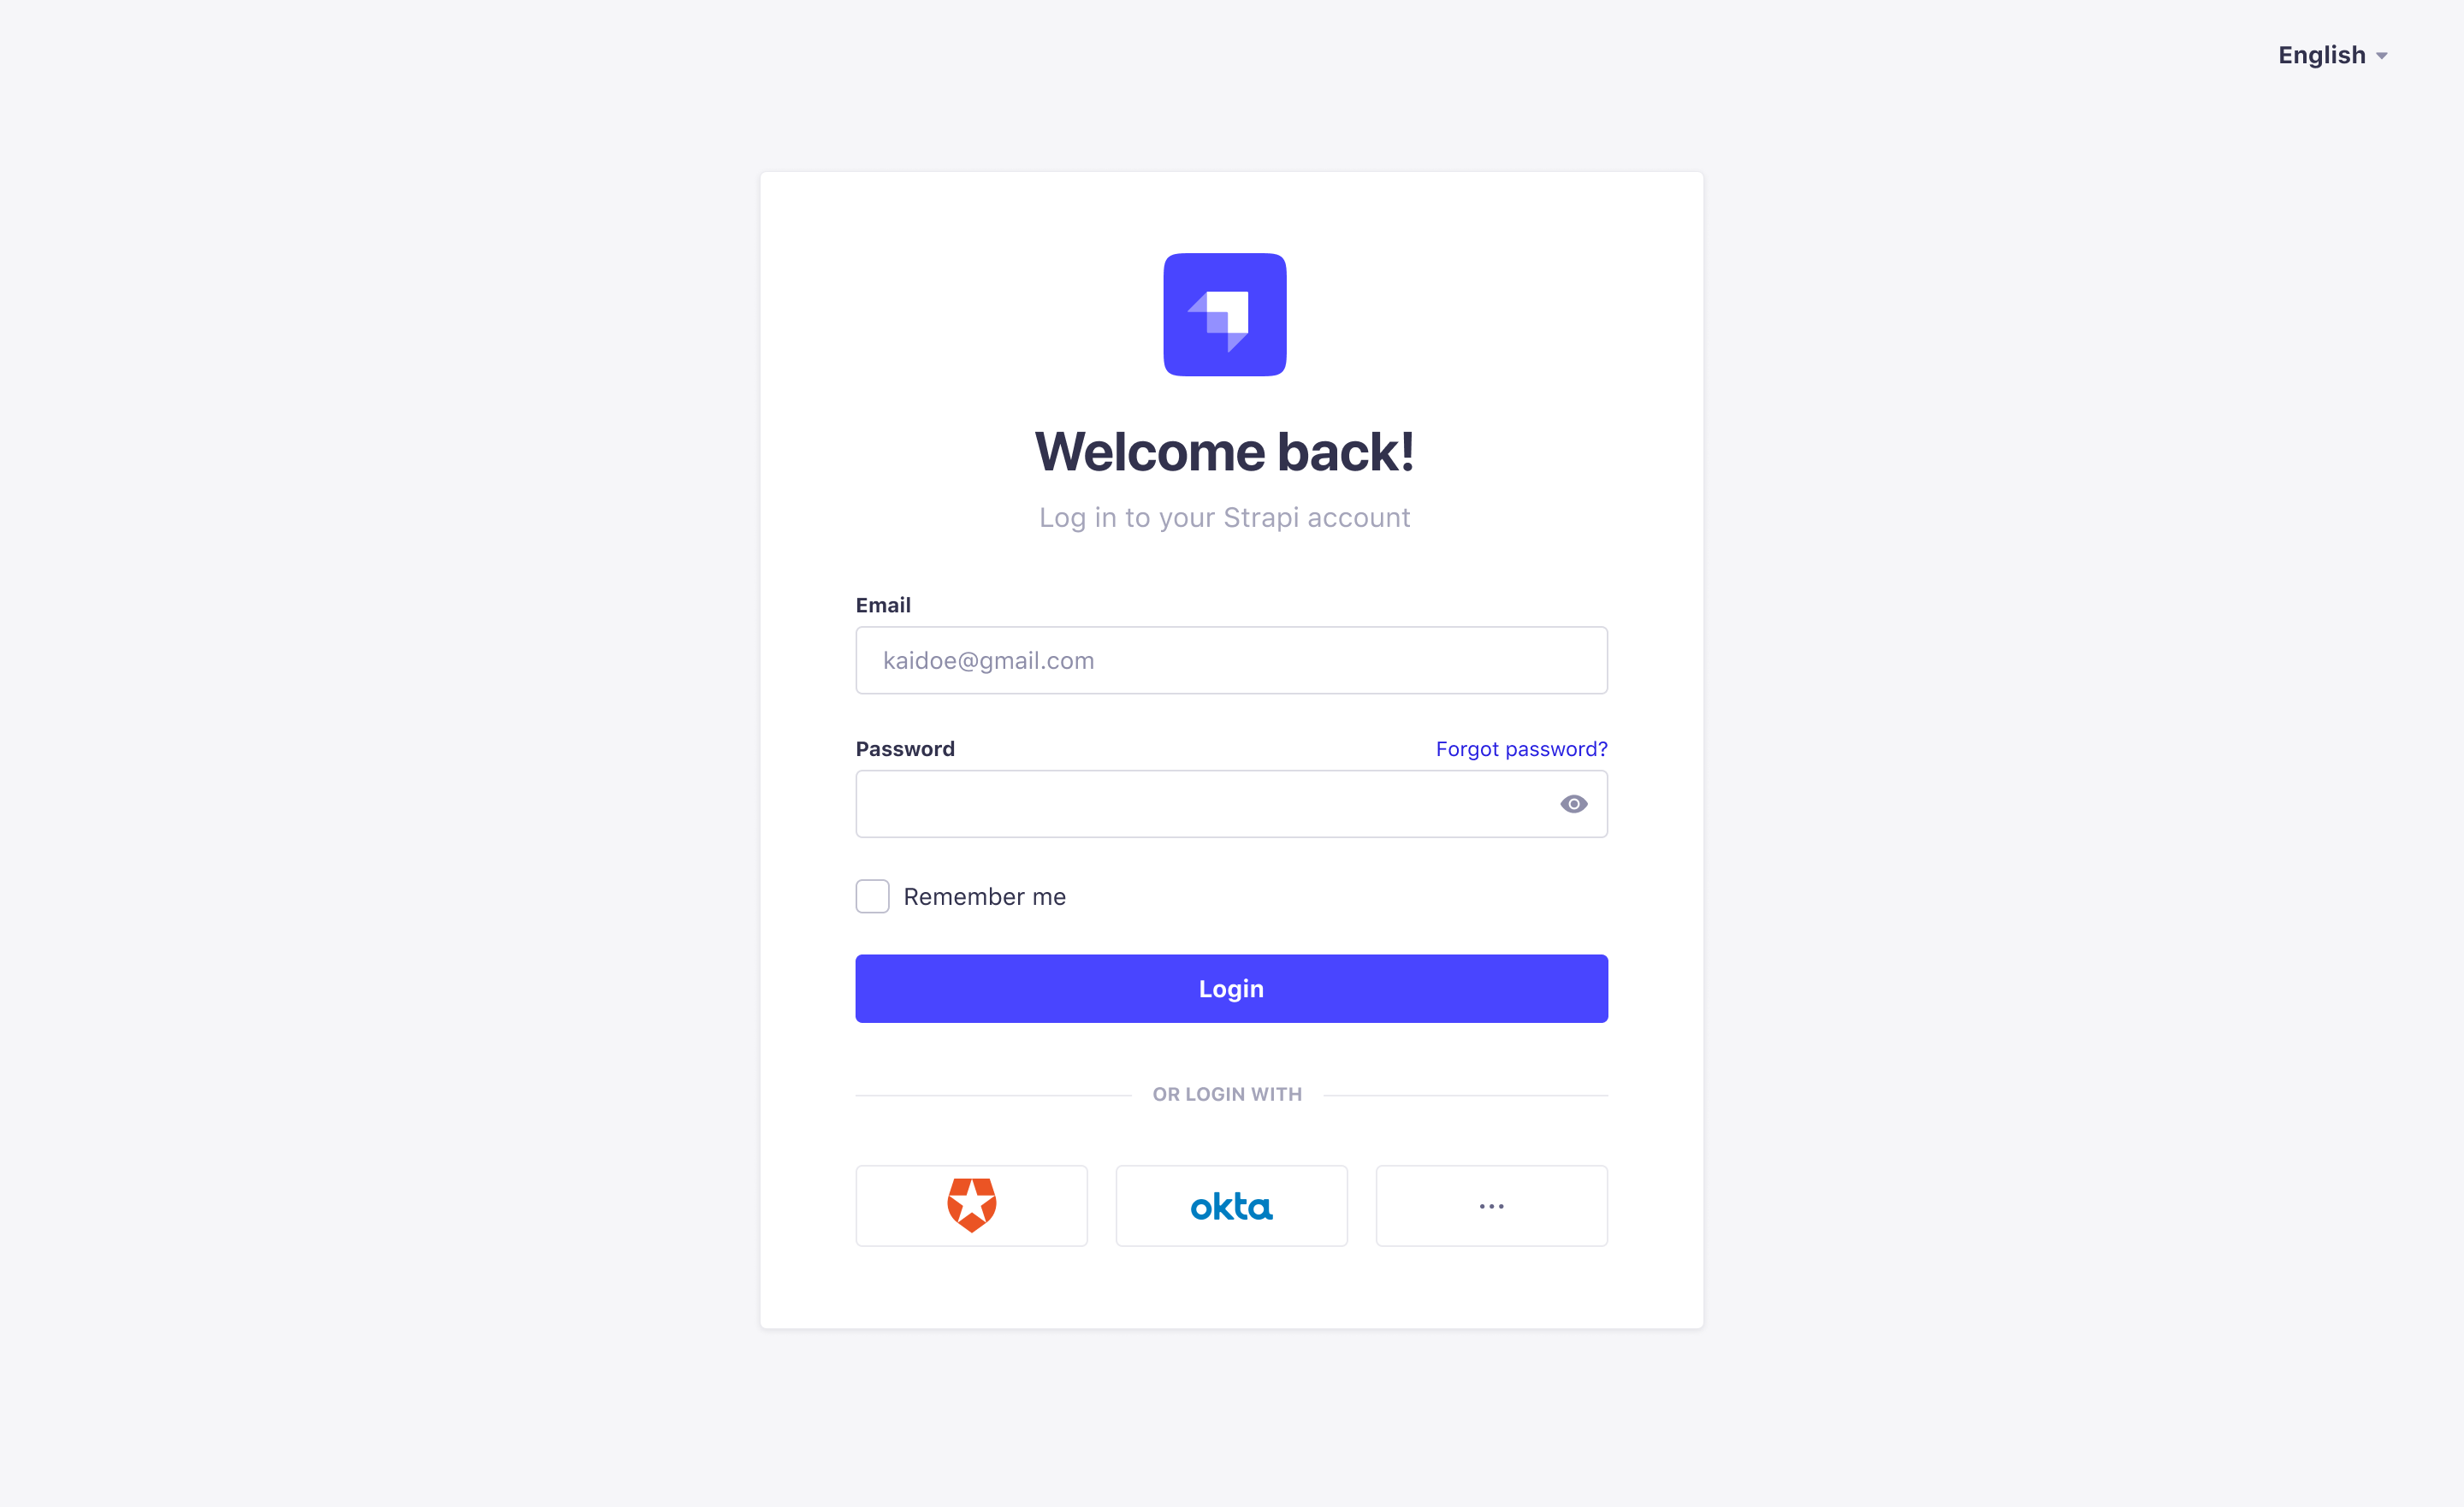 English
Welcome back!
Log in to your Strapi account
Email
kaidoe@gmail.com
Password Forgot password?
Remember me
Login
OR LOGIN WITH
okta
...